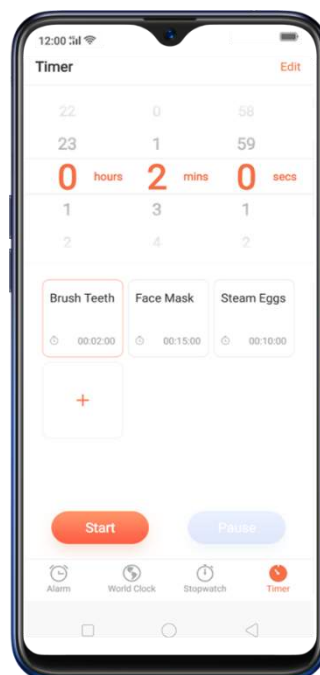 12:00
Timer Edit
22 0 58
23 1 59
0 hours 2 mins 0 secs
1 3 1
2 4 2
Brush Teeth Face Mask Steam Eggs
00:02:00 00:15:00 00:10:00
+
Start Pause
Alarm World Clock Stopwatch Timer